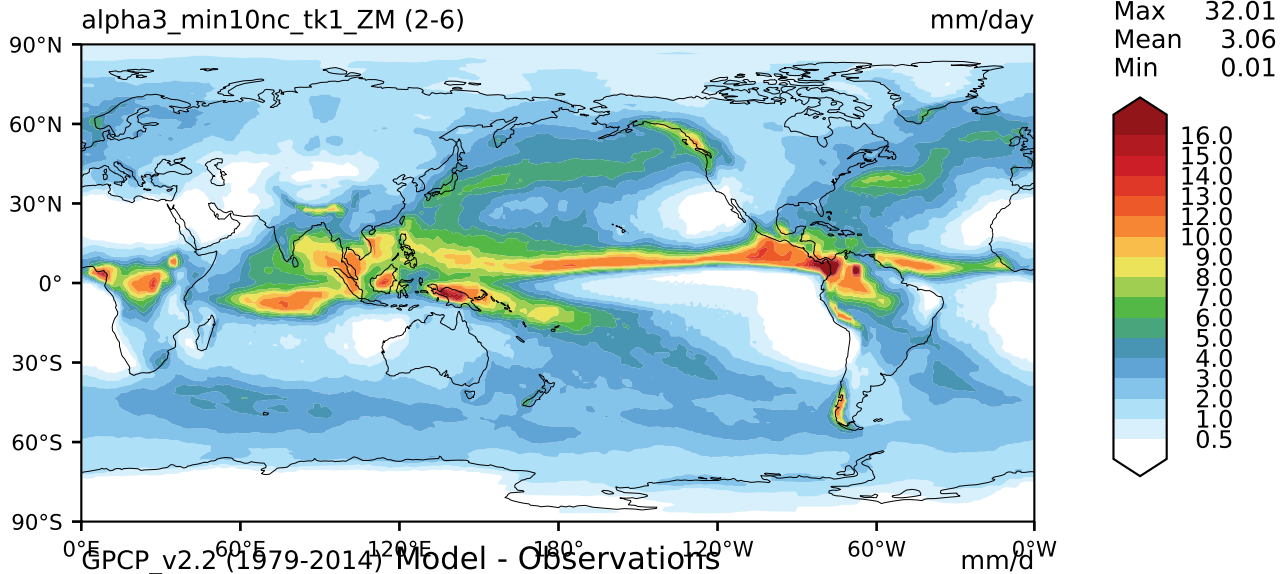 alpha3_min10nc_tk1_ZM (2-6) mm/day
Max 32.01
Mean 3.06
Min 0.01
90°N
60°N
30°N
0°
30°S
60°S
90°S
16.0
15.0
14.0
13.0
12.0
10.0
9.0
8.0
7.0
6.0
5.0
4.0
3.0
2.0
1.0
0.5
0°E 60°E 120°E 180° 120°W 60°W 0°W
GPCP_v2.2 (1979-2014) Model - Observations mm/d